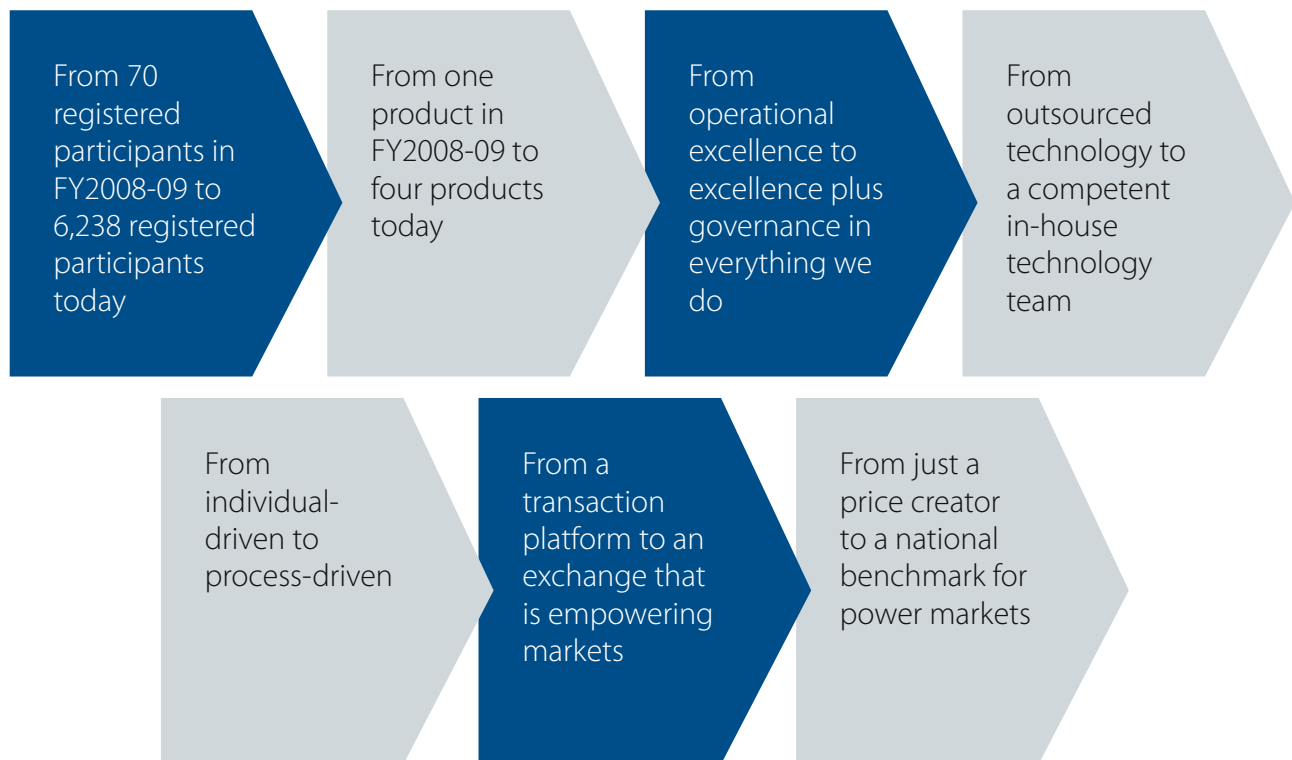 From 70
registered
participants in
FY2008-09 to
6,238 registered
participants
today
From one
product in
FY2008-09 to
four products
today
From
operational
excellence to
excellence plus
governance in
everything we
do
From
outsourced
technology to
a competent
in-house
technology
team
From
individual-
driven to
process-driven
From a
transaction
platform to an
exchange that
is empowering
markets
From just a
price creator
to a national
benchmark for
power markets